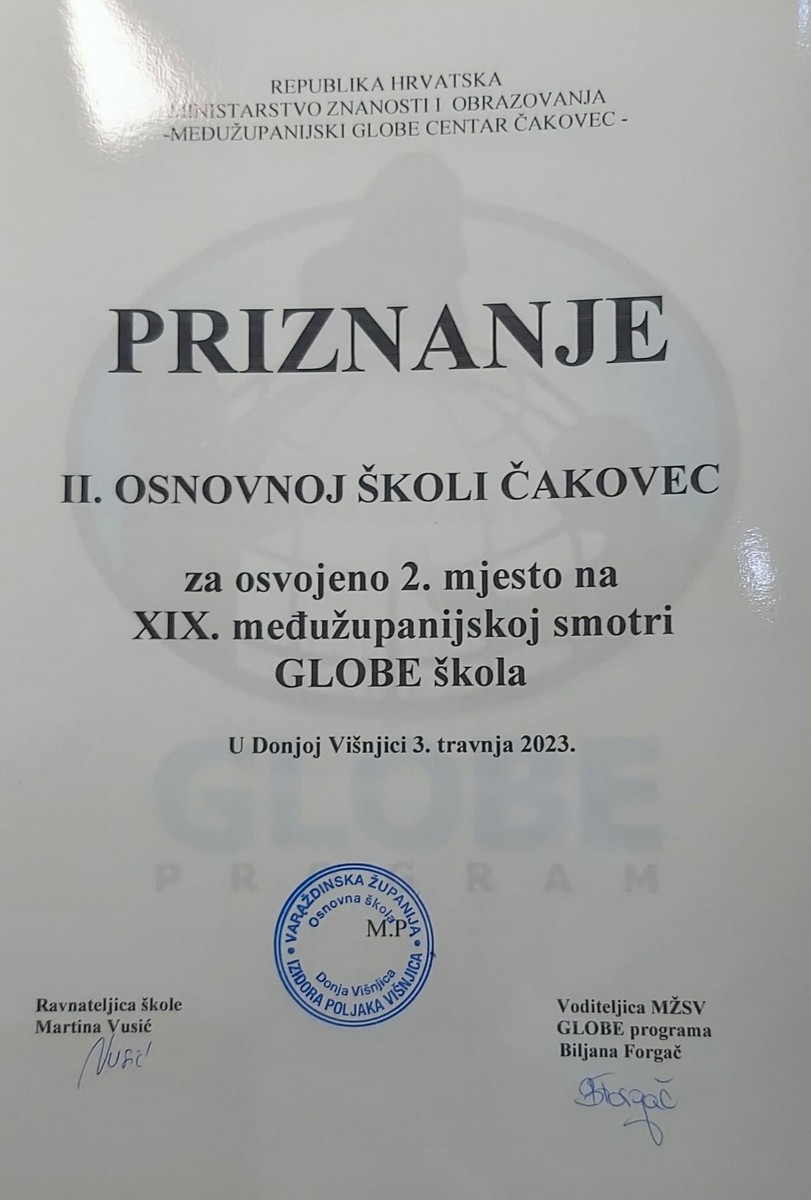 REPUBLIKA HRVATSKA
MINISTARSTVO ZNANOSTI I OBRAZOVANJA
-MEĐUŽUPANIJSKI GLOBE CENTAR ČAKOVEC -
PRIZNANJE
II. OSNOVNOJ ŠKOLI ČAKOVEC
za osvojeno 2. mjesto na
XIX. međužupanijskoj smotri
GLOBE škola
U Donjoj Višnjici 3. travnja 2023.
GLOBE
PROGRAM
VARAŽDINSKA ŽUPANIJA
Osnovna škola
M.P.
Donja Višnjica
IZIDORA POLJAKA VIŠNJICA
Ravnateljica škole
Martina Vusić
Vusić
Voditeljica MŽSV
GLOBE programa
Biljana Forgač
BForgač